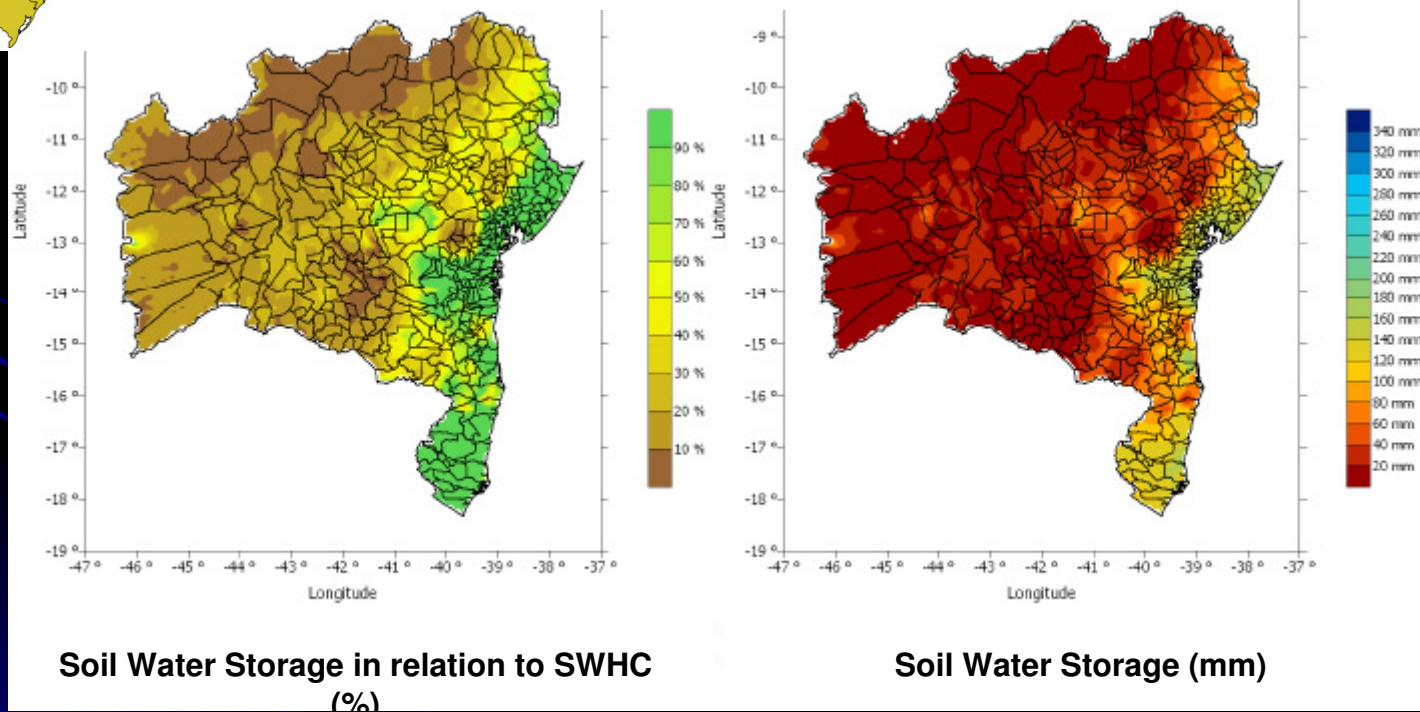 Latitude
-10 °
-11 °
-12 °
-13 °
-14 °
-15 °
-16 °
-17 °
-18 °
-19 °
-47 °
-46 °
-45 °
-44 °
-43 °
-42 °
-41 °
-40 °
-39 °
-38 °
-37 °
Longitude
90 %
80 %
70 %
60 %
50 %
40 %
30 %
20 %
10 %
Soil Water Storage in relation to SWHC
(%)
Latitude
-9 °
-10 °
-11 °
-12 °
-13 °
-14 °
-15 °
-16 °
-17 °
-18 °
-19 °
-47 °
-46 °
-45 °
-44 °
-43 °
-42 °
-41 °
-40 °
-39 °
-38 °
-37 °
Longitude
340 mm
320 mm
300 mm
280 mm
260 mm
240 mm
220 mm
200 mm
180 mm
160 mm
140 mm
120 mm
100 mm
80 mm
60 mm
40 mm
20 mm
Soil Water Storage (mm)